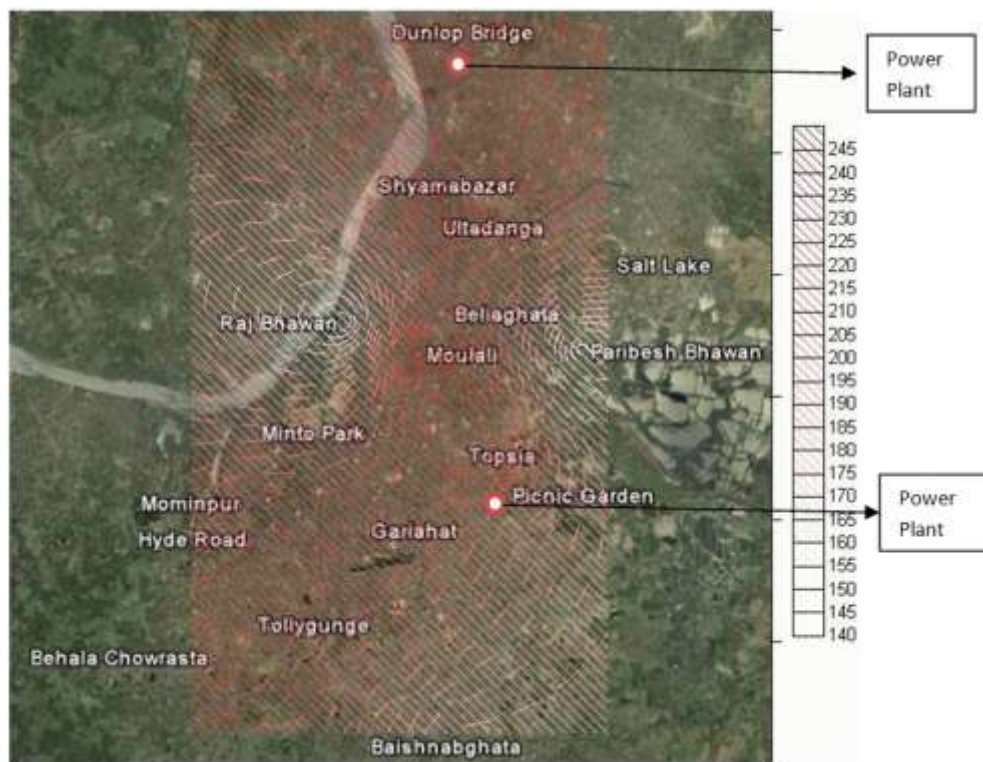 Dunlop Bridge
Power
Plant
Shyamabazar
Ultadanga
Salt Lake
Raj Bhawan
Beliaghata
Moulali
Paribesh Bhawan
Minto Park
Topsia
Mominpur
Picnic Garden
Hyde Road
Gariahat
Power
Plant
Tollygunge
Behala Chowrasta
Baishnabghata
245
240
235
230
225
220
215
210
205
200
195
190
185
180
175
170
165
160
155
150
145
140